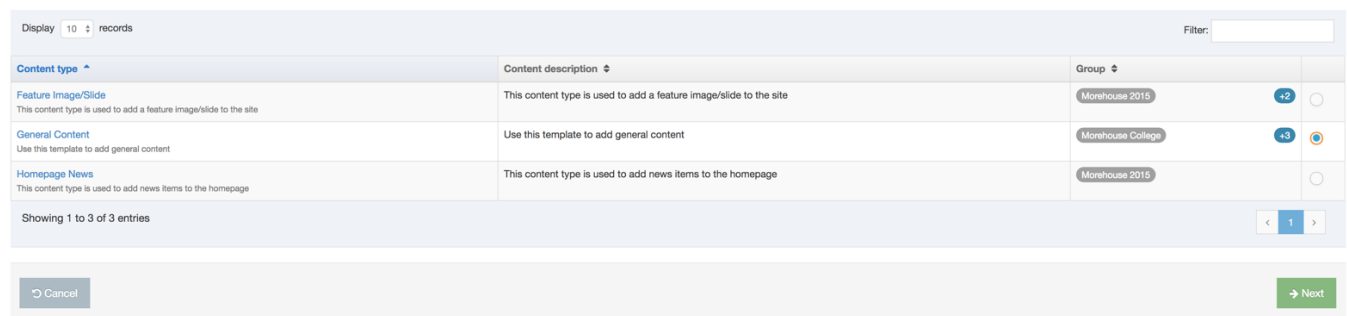 Display 10 records Filter:
Content type Content description Group
Feature Image/Slide This content type is used to add a feature image/slide to the site Morehouse 2015 +2
This content type is used to add a feature image/slide to the site
General Content Use this template to add general content Morehouse College +3
Use this template to add general content
Homepage News This content type is used to add news items to the homepage Morehouse 2015
This content type is used to add news items to the homepage
Showing 1 to 3 of 3 entries < 1 >
Cancel Next